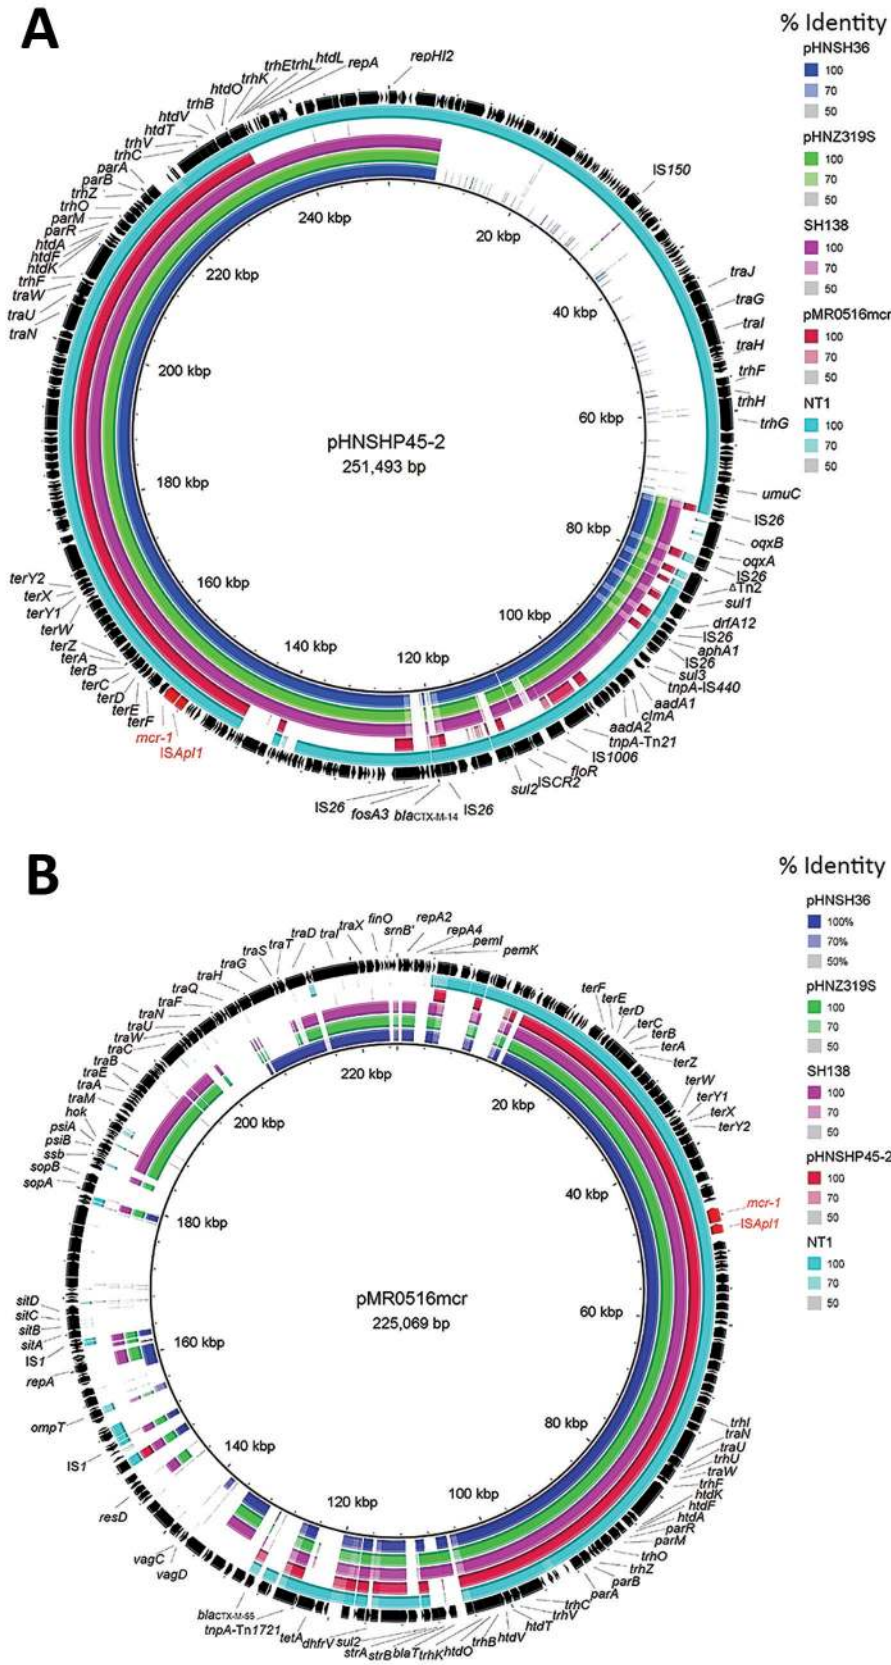 A
% Identity
pHNSH36
100
70
50
pHNZ319S
100
70
50
SH138
100
70
50
pMR0516mcr
100
70
50
NT1
100
70
50
repHI2
repA
htdL
trhL
trhE
trhK
htdO
trhB
htdV
htdT
trhV
trhC
parA
parB
trhZ
trhO
parM
parR
htdA
htdF
htdK
trhF
traW
traU
traN
IS150
traJ
traG
traI
traH
trhF
trhH
trhG
umuC
IS26
oqxB
oqxA
IS26
ΔTn2
sul1
drfA12
IS26
aphA1
IS26
sul3
tnpA-IS440
aadA1
clmA
aadA2
tnpA-Tn21
IS1006
floR
ISCR2
sul2
IS26
blaCTX-M-14
fosA3
IS26
terY2
terX
terY1
terW
terZ
terA
terB
terC
terD
terE
terF
mcr-1
ISApl1
20 kbp
40 kbp
60 kbp
80 kbp
100 kbp
120 kbp
140 kbp
160 kbp
180 kbp
200 kbp
220 kbp
240 kbp
pHNSHP45-2
251,493 bp
B
% Identity
pHNSH36
100%
70%
50%
pHNZ319S
100
70
50
SH138
100
70
50
pHNSHP45-2
100
70
50
NT1
100
70
50
finO
srnB'
repA2
repA4
pemI
pemK
traX
traI
traD
traT
traS
traG
traH
traQ
traF
traN
traU
traW
traC
traB
traE
traA
traM
hok
psiA
psiB
ssb
sopB
sopA
sitD
sitC
sitB
sitA
IS1
repA
ompT
IS1
resD
vagC
vagD
blaCTX-M-55
tnpA-Tn1721
tetA
dhfrV
sul2
strA
strB
blaT
trhK
htdO
trhB
htdV
htdT
trhV
trhC
parA
parB
trhZ
trhO
parM
parR
htdA
htdF
htdK
trhF
traW
trhU
traU
traN
trhI
terF
terE
terD
terC
terB
terA
terZ
terW
terY1
terX
terY2
mcr-1
ISApl1
20 kbp
40 kbp
60 kbp
80 kbp
100 kbp
120 kbp
140 kbp
160 kbp
180 kbp
200 kbp
220 kbp
pMR0516mcr
225,069 bp